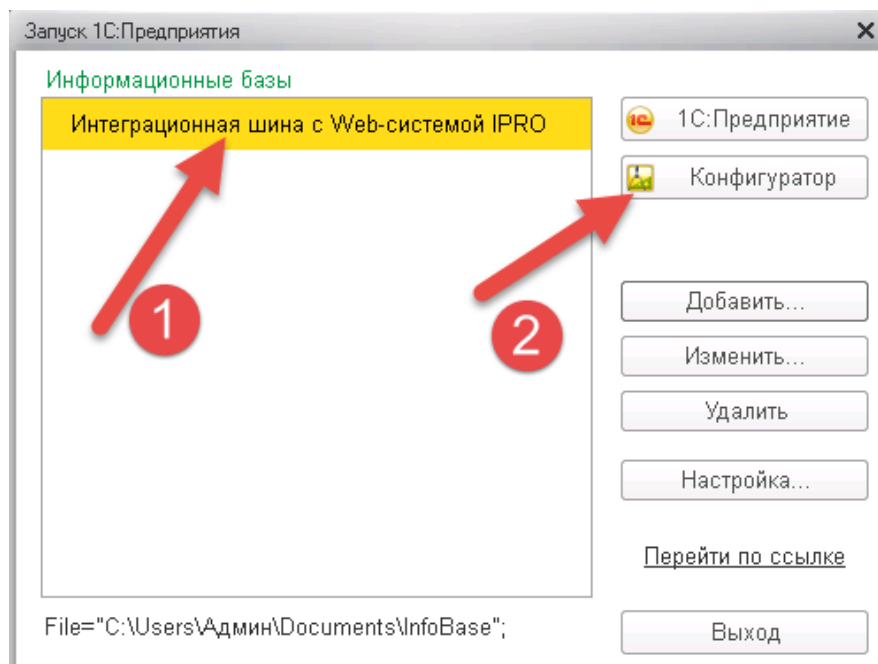 Запуск 1С:Предприятия
Информационные базы
Интеграционная шина с Web-системой IPRO
1С:Предприятие
Конфигуратор
1
2
Добавить...
Изменить...
Удалить
Настройка...
Перейти по ссылке
File="C:\Users\Админ\Documents\InfoBase";
Выход